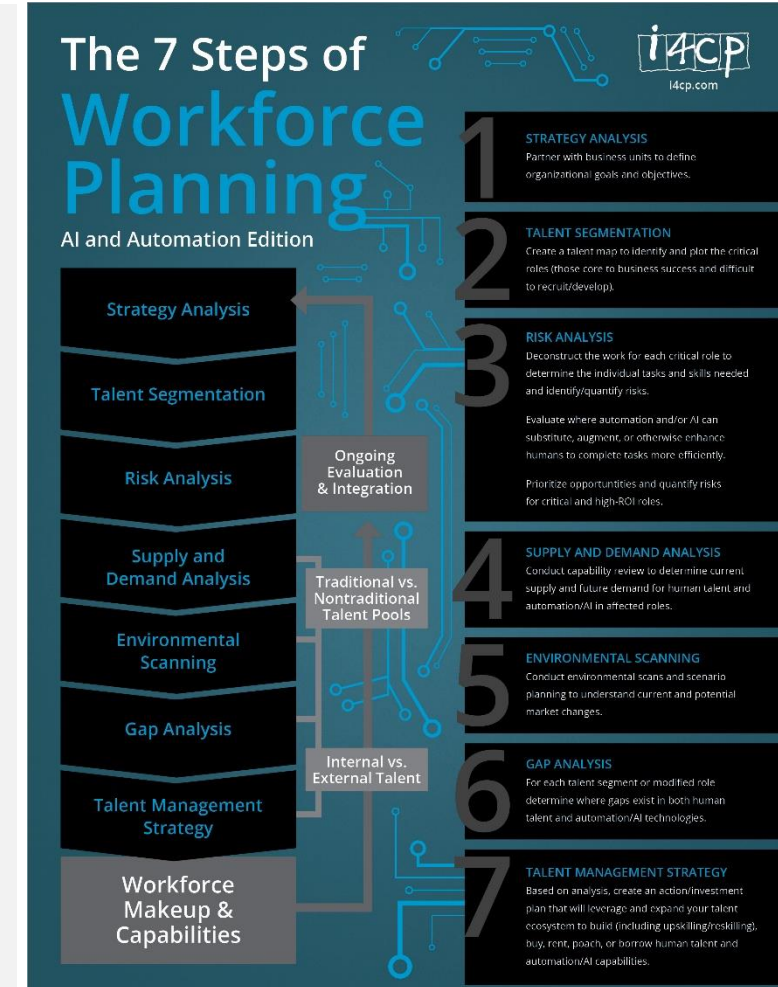 The 7 Steps of
Workforce
Planning
AI and Automation Edition
i4cp
i4cp.com
Strategy Analysis
Talent Segmentation
Risk Analysis
Supply and
Demand Analysis
Environmental
Scanning
Gap Analysis
Talent Management
Strategy
Workforce
Makeup &
Capabilities
Ongoing
Evaluation
& Integration
Traditional vs.
Nontraditional
Talent Pools
Internal vs.
External Talent
1
STRATEGY ANALYSIS
Partner with business units to define
organizational goals and objectives.
2
TALENT SEGMENTATION
Create a talent map to identify and plot the critical
roles (those core to business success and difficult
to recruit/develop).
3
RISK ANALYSIS
Deconstruct the work for each critical role to
determine the individual tasks and skills needed
and identify/quantify risks.
Evaluate where automation and/or AI can
substitute, augment, or otherwise enhance
humans to complete tasks more efficiently.
Prioritize opportuntities and quantify risks
for critical and high-ROI roles.
4
SUPPLY AND DEMAND ANALYSIS
Conduct capability review to determine current
supply and future demand for human talent and
automation/AI in affected roles.
5
ENVIRONMENTAL SCANNING
Conduct environmental scans and scenario
planning to understand current and potential
market changes.
6
GAP ANALYSIS
For each talent segment or modified role
determine where gaps exist in both human
talent and automation/AI technologies.
7
TALENT MANAGEMENT STRATEGY
Based on analysis, create an action/investment
plan that will leverage and expand your talent
ecosystem to build (including upskilling/reskilling),
buy, rent, poach, or borrow human talent and
automation/AI capabilities.